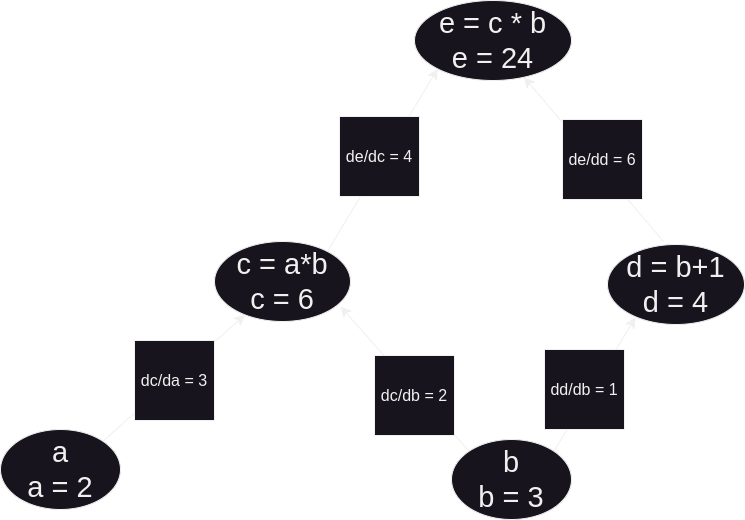 e = c * b
e = 24
de/dc = 4
de/dd = 6
c = a*b
c = 6
d = b+1
d = 4
dc/da = 3
dc/db = 2
dd/db = 1
a
a = 2
b
b = 3